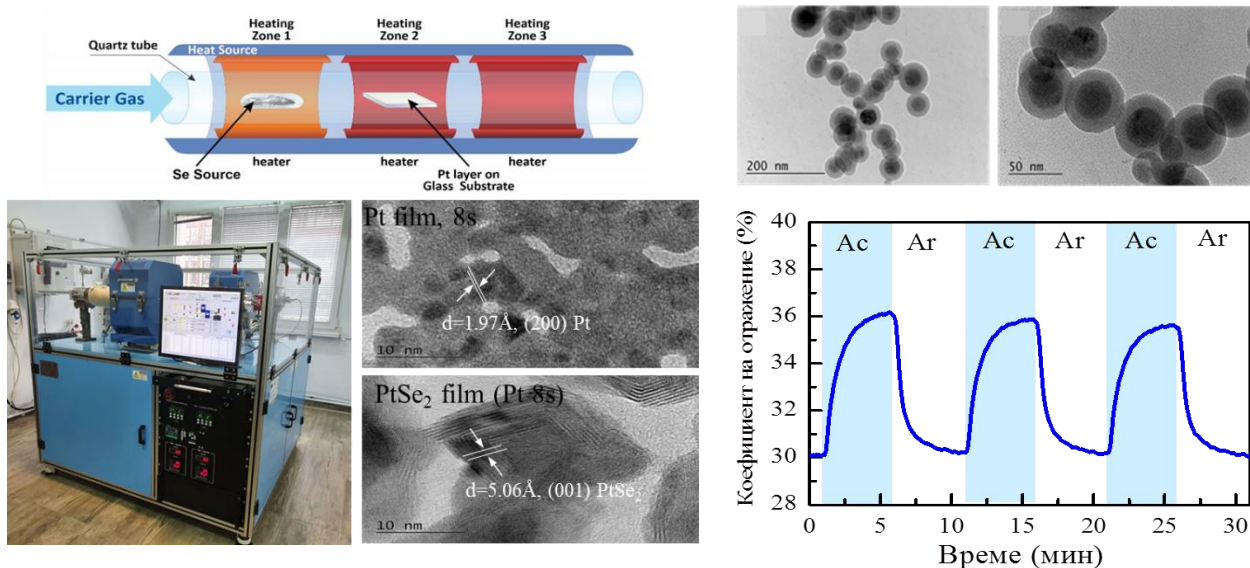 Heating
Zone 1
Heating
Zone 2
Heating
Zone 3
Quartz tube
Heat Source
Carrier Gas
heater
heater
heater
Se Source
Pt layer on
Glass Substrate
200 nm
50 nm
Pt film, 8s
d=1.97Å, (200) Pt
10 nm
PtSe₂ film (Pt 8s)
d=5.06Å, (001) PtSe₂
10 nm
Коефициент на отражение (%)
40
38
36
34
32
30
28
Ac
Ar
Ac
Ar
Ac
Ar
0
5
10
15
20
25
30
Време (мин)